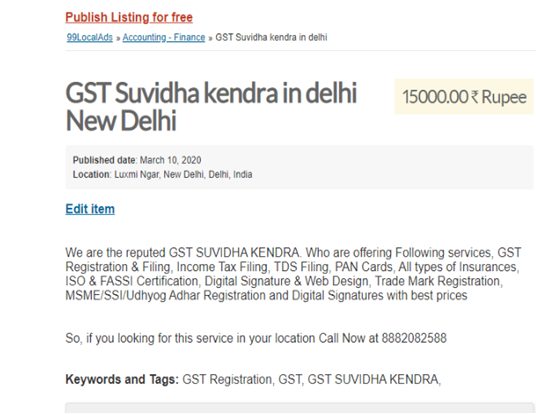 Publish Listing for free
99LocalAds » Accounting - Finance » GST Suvidha kendra in delhi
GST Suvidha kendra in delhi
New Delhi
15000.00 ₹ Rupee
Published date: March 10, 2020
Location: Luxmi Ngar, New Delhi, Delhi, India
Edit item
We are the reputed GST SUVIDHA KENDRA. Who are offering Following services, GST
Registration & Filing, Income Tax Filing, TDS Filing, PAN Cards, All types of Insurances,
ISO & FASSI Certification, Digital Signature & Web Design, Trade Mark Registration,
MSME/SSI/Udhyog Adhar Registration and Digital Signatures with best prices
So, if you looking for this service in your location Call Now at 8882082588
Keywords and Tags: GST Registration, GST, GST SUVIDHA KENDRA,